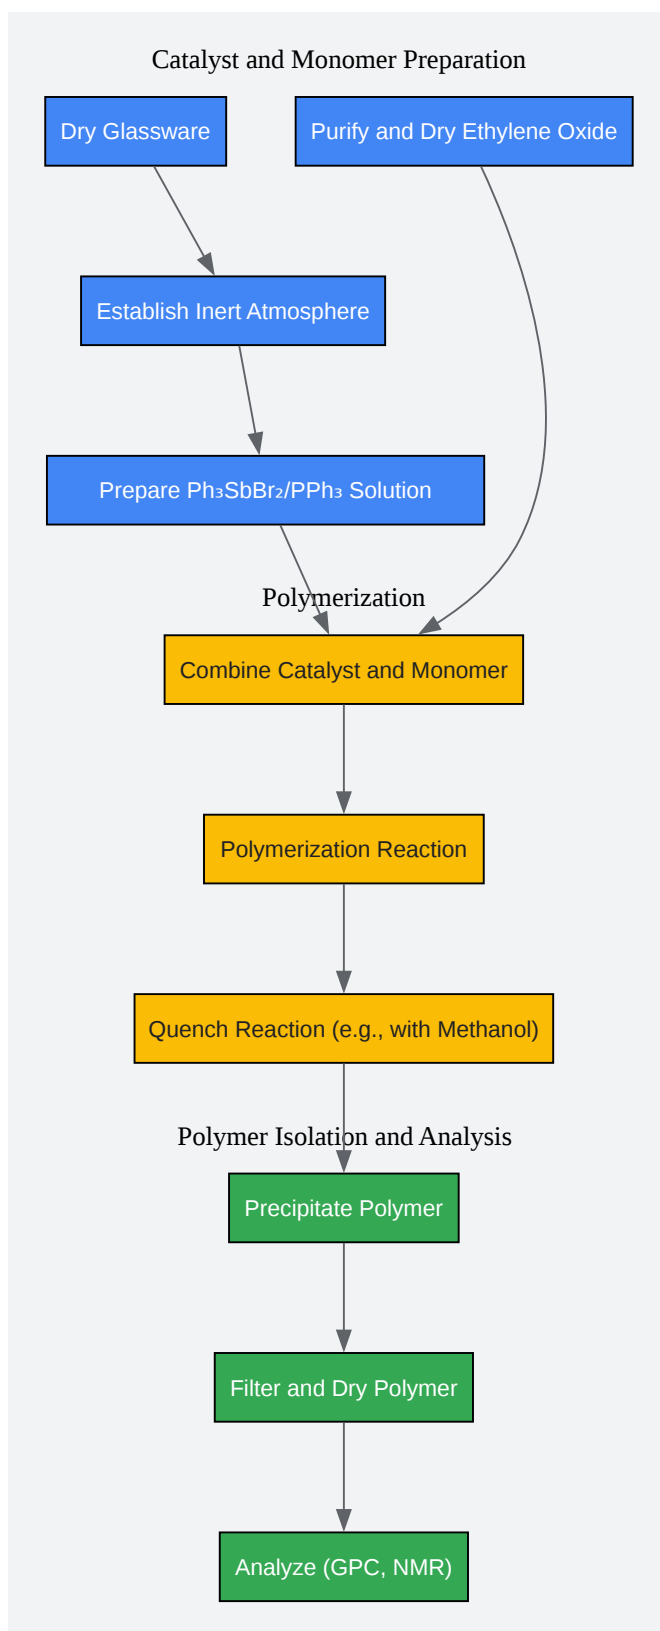 Catalyst and Monomer Preparation
Dry Glassware
Purify and Dry Ethylene Oxide
Establish Inert Atmosphere
Prepare Ph₃SbBr₂/PPh₃ Solution
Polymerization
Combine Catalyst and Monomer
Polymerization Reaction
Quench Reaction (e.g., with Methanol)
Polymer Isolation and Analysis
Precipitate Polymer
Filter and Dry Polymer
Analyze (GPC, NMR)